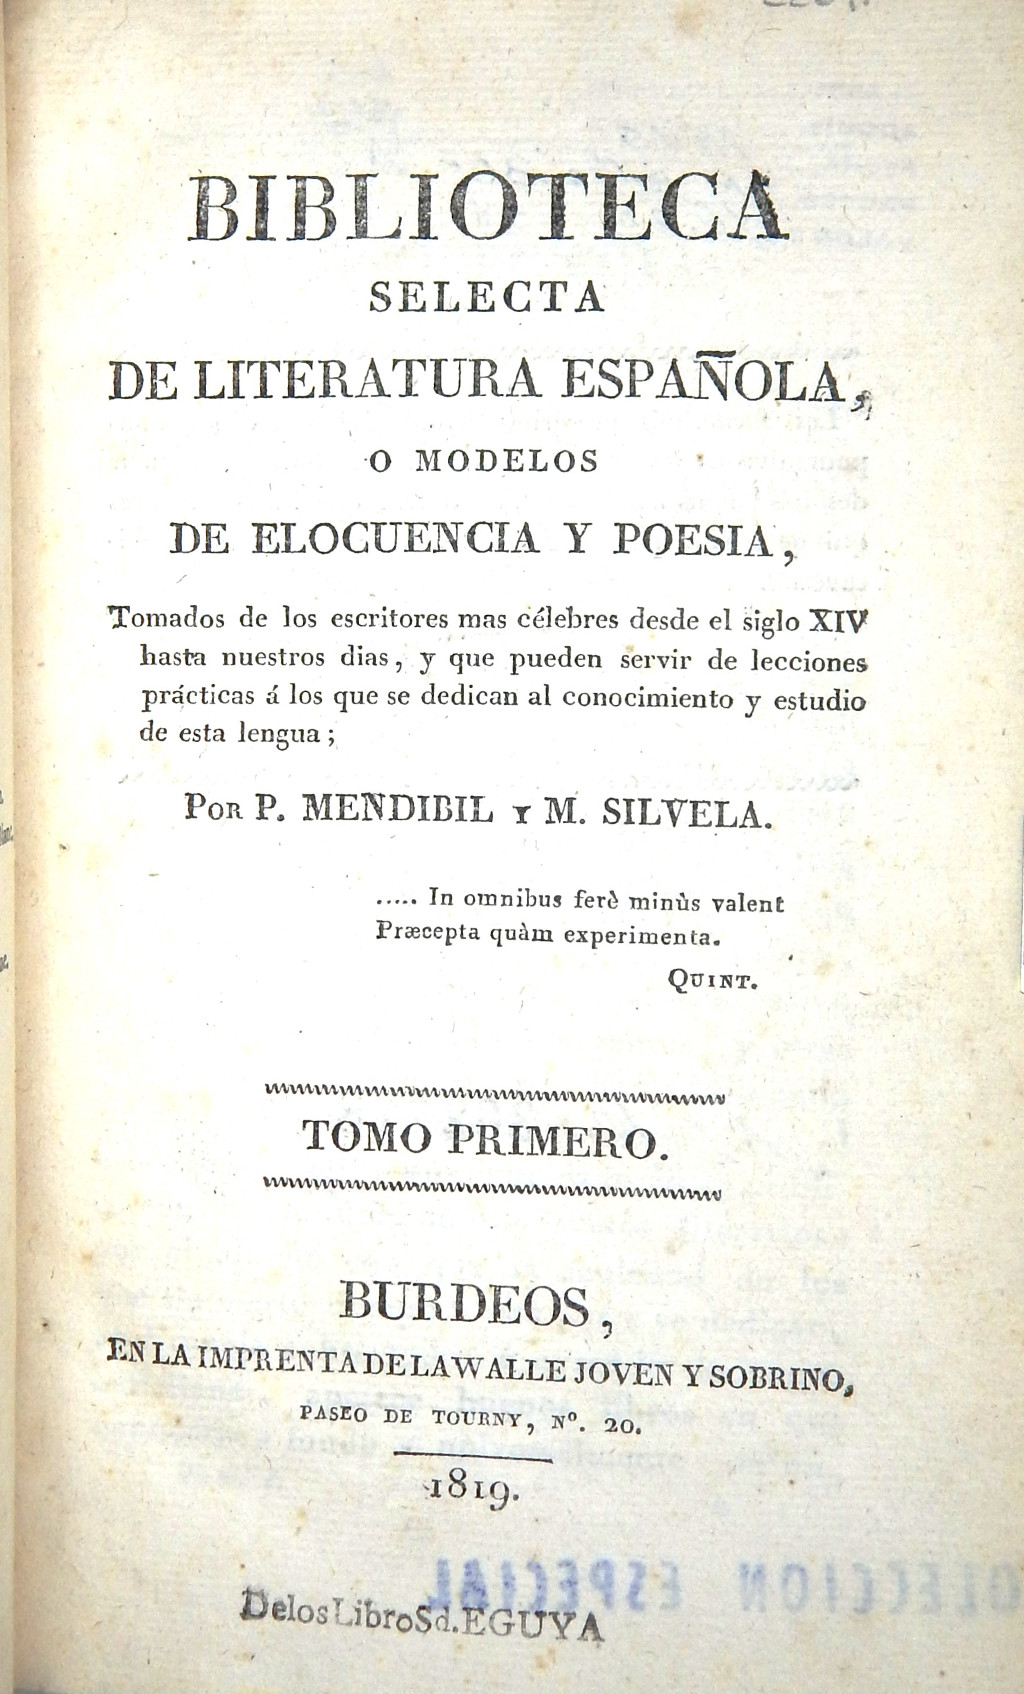 BIBLIOTECA
SELECTA
DE LITERATURA ESPAÑOLA,
O MODELOS
DE ELOCUENCIA Y POESIA,
Tomados de los escritores mas célebres desde el siglo XIV
hasta nuestros dias, y que pueden servir de lecciones
prácticas á los que se dedican al conocimiento y estudio
de esta lengua;
POR P. MENDIBIL Y M. SILVELA.
..... In omnibus ferè minùs valent
Præcepta quàm experimenta.
QUINT.
TOMO PRIMERO.
BURDEOS,
EN LA IMPRENTA DE LAWALLE JOVEN Y SOBRINO,
PASEO DE TOURNY, Nº. 20.
1819.
COLECCION ESPECIAL
DelosLibroSd.EGUYA